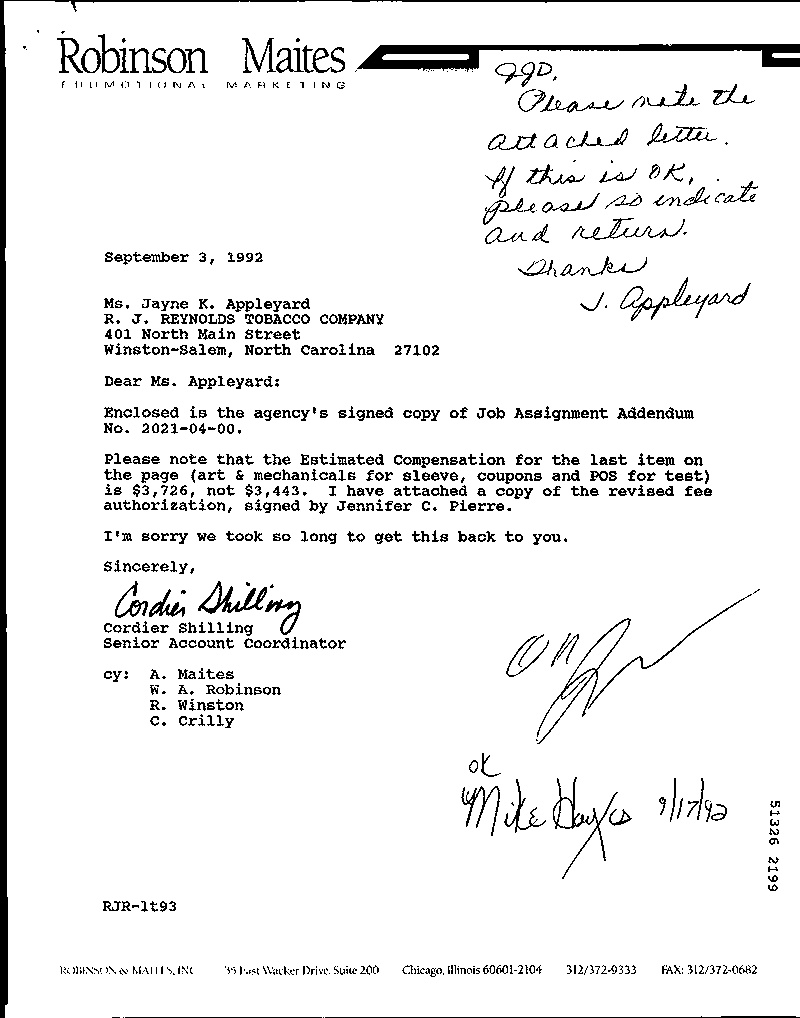 Robinson Maites
PROMOTIONAL MARKETING
JJD.
Please note the
attached letter.
If this is OK,
please so indicate
and return.
Thanks
J. Appleyard
September 3, 1992
Ms. Jayne K. Appleyard
R. J. REYNOLDS TOBACCO COMPANY
401 North Main Street
Winston-Salem, North Carolina 27102
Dear Ms. Appleyard:
Enclosed is the agency's signed copy of Job Assignment Addendum
No. 2021-04-00.
Please note that the Estimated Compensation for the last item on
the page (art & mechanicals for sleeve, coupons and POS for test)
is $3,726, not $3,443. I have attached a copy of the revised fee
authorization, signed by Jennifer C. Pierre.
I'm sorry we took so long to get this back to you.
Sincerely,
Cordier Shilling
Cordier Shilling
Senior Account Coordinator
cy: A. Maites
W. A. Robinson
R. Winston
C. Crilly
OK
Mike Hayes 9/17/92
51326 2199
RJR-lt93
ROBINSON & MAITES, INC 35 East Wacker Drive, Suite 200 Chicago, Illinois 60601-2104 312/372-9333 FAX: 312/372-0682